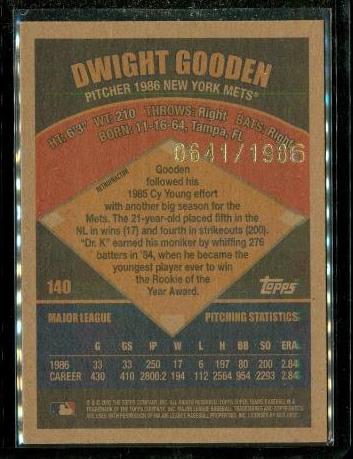 DWIGHT GOODEN
PITCHER 1986 NEW YORK METS®
HT: 6'3" WT: 210 THROWS: Right BATS: Right
BORN: 11-16-64, Tampa, FL
0641/1986
RETROFRACTOR
Gooden
followed his
1985 Cy Young effort
with another big season for the
Mets. The 21-year-old placed fifth in the
NL in wins (17) and fourth in strikeouts (200).
"Dr. K" earned his moniker by whiffing 276
batters in '84, when he became the
youngest player ever to win
the Rookie of the
Year Award.
140
Topps
MAJOR LEAGUE PITCHING STATISTICS
G GS IP W L H R BB SO ERA
1986 33 33 250 17 6 197 80 200 2.84
CAREER 430 410 2800.2 194 112 2564 954 2293 2.84